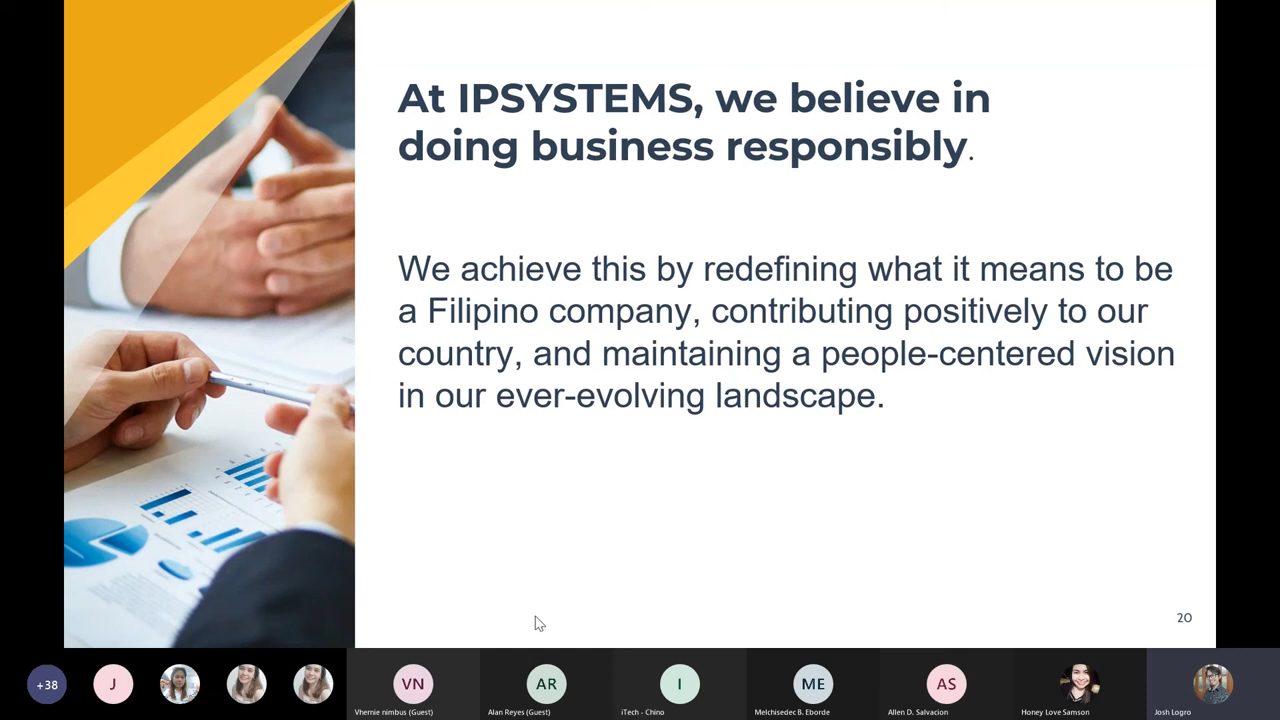 At IPSYSTEMS, we believe in
doing business responsibly.
We achieve this by redefining what it means to be
a Filipino company, contributing positively to our
country, and maintaining a people-centered vision
in our ever-evolving landscape.
20
+38
J
VN
AR
I
ME
AS
Vhernie nimbus (Guest)
Alan Reyes (Guest)
iTech - Chino
Melchisedec B. Eborde
Allen D. Salvacion
Honey Love Samson
Josh Logro